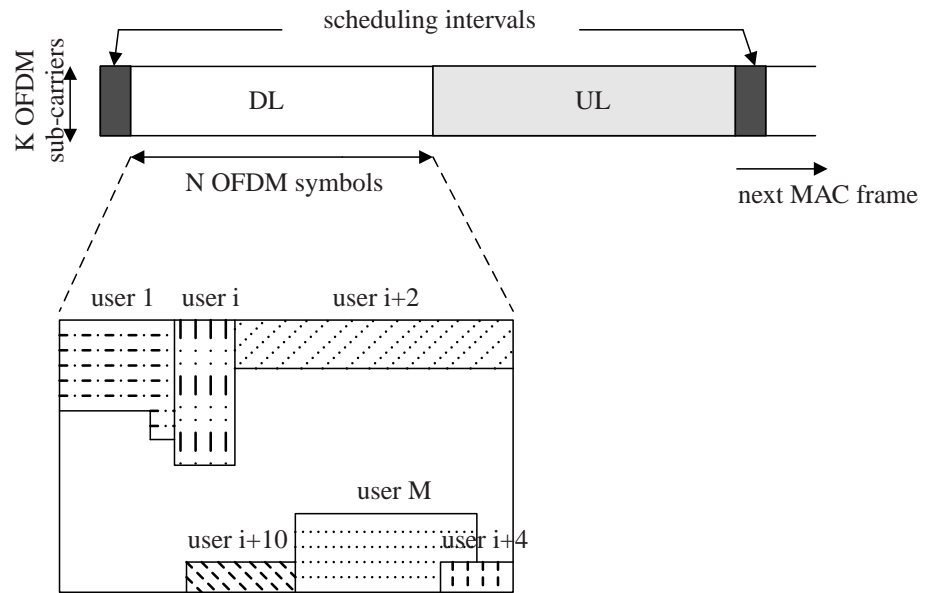 scheduling intervals
K OFDM
sub-carriers
DL
UL
N OFDM symbols
next MAC frame
user 1
user i
user i+2
user M
user i+10
user i+4